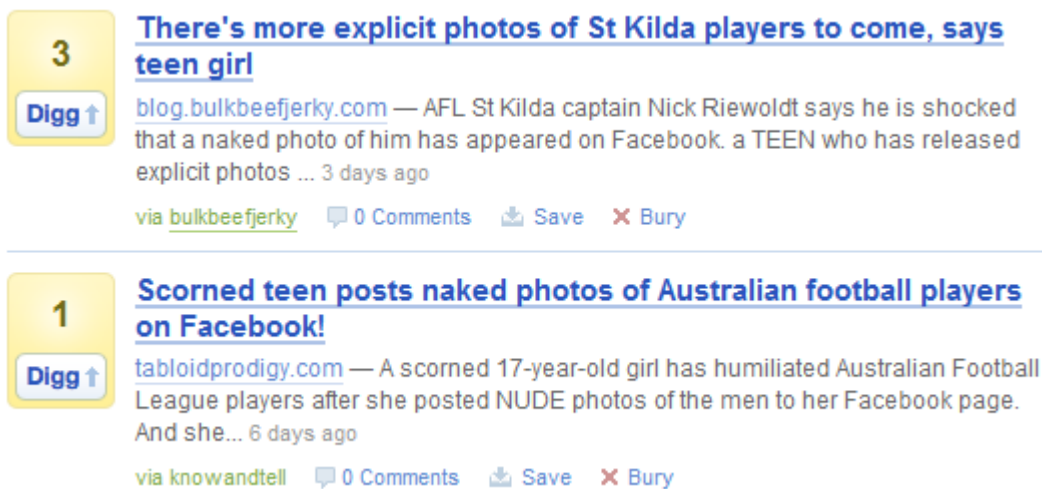 3
Digg
There's more explicit photos of St Kilda players to come, says
teen girl
blog.bulkbeefjerky.com — AFL St Kilda captain Nick Riewoldt says he is shocked
that a naked photo of him has appeared on Facebook. a TEEN who has released
explicit photos ... 3 days ago
via bulkbeefjerky 0 Comments Save Bury
1
Digg
Scorned teen posts naked photos of Australian football players
on Facebook!
tabloidprodigy.com — A scorned 17-year-old girl has humiliated Australian Football
League players after she posted NUDE photos of the men to her Facebook page.
And she... 6 days ago
via knowandtell 0 Comments Save Bury